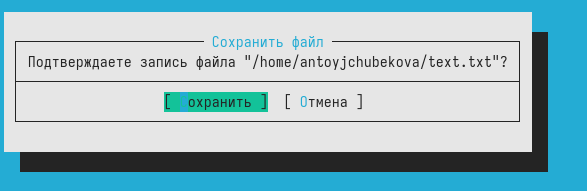 Сохранить файл
Подтверждаете запись файла "/home/antoyjchubekova/text.txt"?
[ Сохранить ] [ Отмена ]